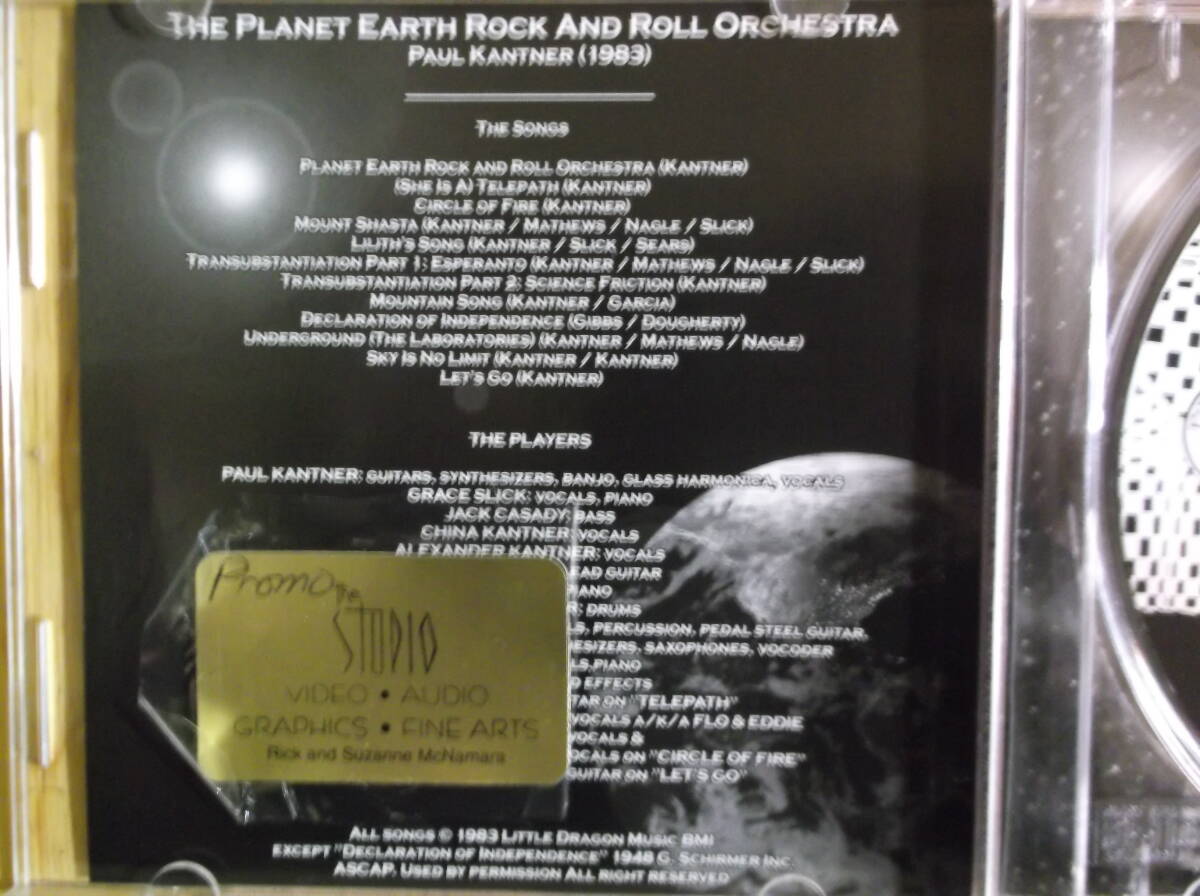 THE PLANET EARTH ROCK AND ROLL ORCHESTRA
PAUL KANTNER (1983)
THE SONGS
PLANET EARTH ROCK AND ROLL ORCHESTRA (KANTNER)
(SHE IS A) TELEPATH (KANTNER)
CIRCLE OF FIRE (KANTNER)
MOUNT SHASTA (KANTNER / MATHEWS / NAGLE / SLICK)
LILITH'S SONG (KANTNER / SLICK / SEARS)
TRANSUBSTANTIATION PART 1: ESPERANTO (KANTNER / MATHEWS / NAGLE / SLICK)
TRANSUBSTANTIATION PART 2: SCIENCE FRICTION (KANTNER)
MOUNTAIN SONG (KANTNER / GARCIA)
DECLARATION OF INDEPENDENCE (GIBBS / DOUGHERTY)
UNDERGROUND (THE LABORATORIES) (KANTNER / MATHEWS / NAGLE)
SKY IS NO LIMIT (KANTNER / KANTNER)
LET'S GO (KANTNER)
THE PLAYERS
PAUL KANTNER: GUITARS, SYNTHESIZERS, BANJO, GLASS HARMONICA, VOCALS
GRACE SLICK: VOCALS, PIANO
JACK CASADY: BASS
CHINA KANTNER: VOCALS
ALEXANDER KANTNER: VOCALS
EAD GUITAR
IANO
R: DRUMS
LS, PERCUSSION, PEDAL STEEL GUITAR,
HESIZERS, SAXOPHONES, VOCODER
LS, PIANO
D EFFECTS
TAR ON "TELEPATH"
VOCALS A/K/A FLO & EDDIE
VOCALS &
OCALS ON "CIRCLE OF FIRE"
GUITAR ON "LET'S GO"
Promo
THE
STUDIO
VIDEO • AUDIO
GRAPHICS • FINE ARTS
Rick and Suzanne McNamara
ALL SONGS © 1983 LITTLE DRAGON MUSIC BMI
EXCEPT "DECLARATION OF INDEPENDENCE" 1948 G. SCHIRMER INC.
ASCAP. USED BY PERMISSION ALL RIGHT RESERVED